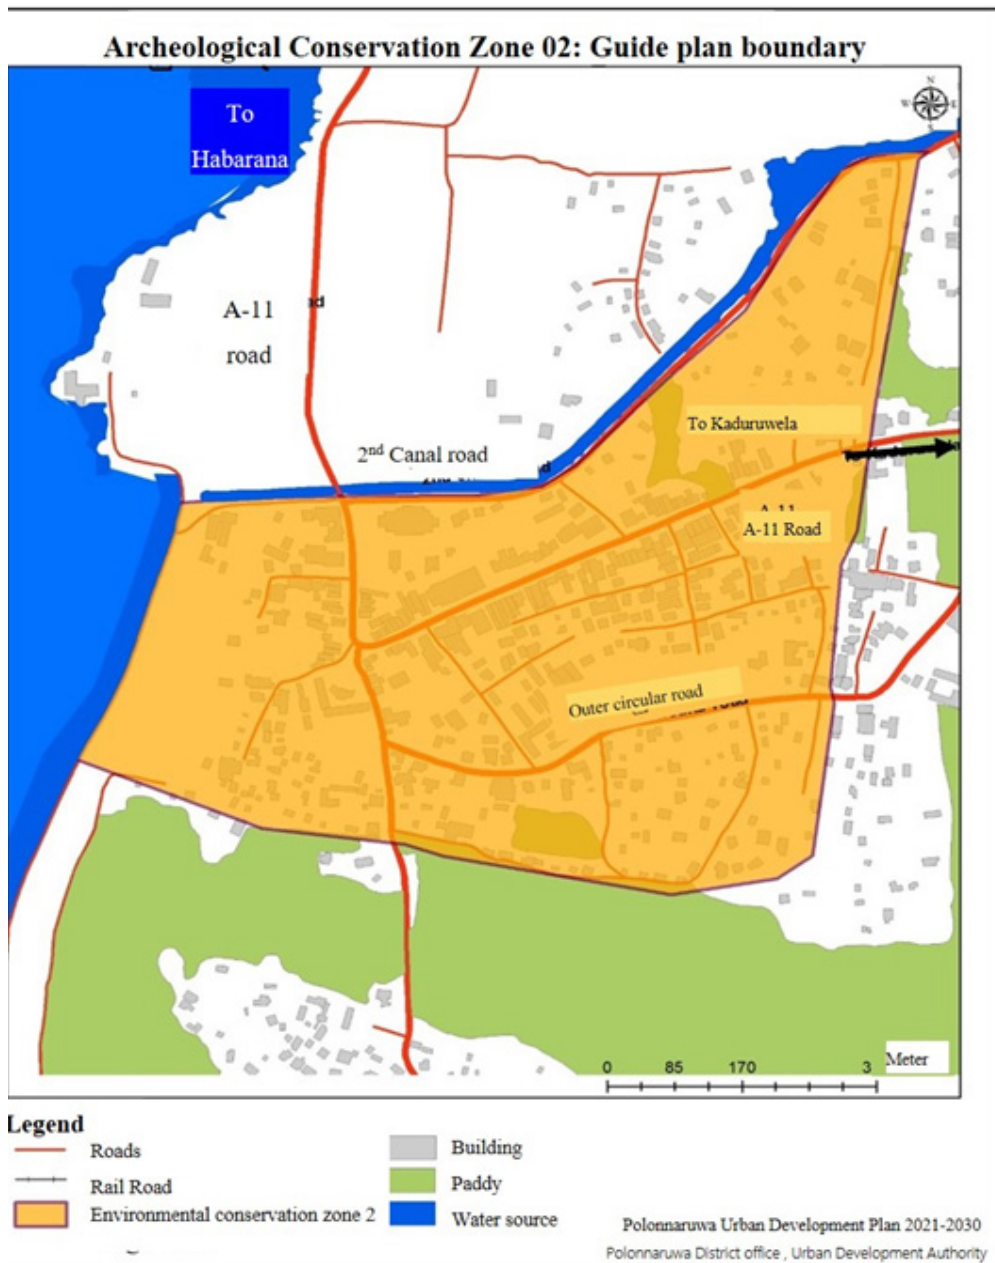 Archeological Conservation Zone 02: Guide plan boundary
To
Habarana
N
W
E
S
A-11
road
2nd Canal road
To Kaduruwela
A-11
A-11 Road
Outer circular road
0 85 170 3 Meter
Legend
Roads
Rail Road
Environmental conservation zone 2
Building
Paddy
Water source
Polonnaruwa Urban Development Plan 2021-2030
Polonnaruwa District office , Urban Development Authority